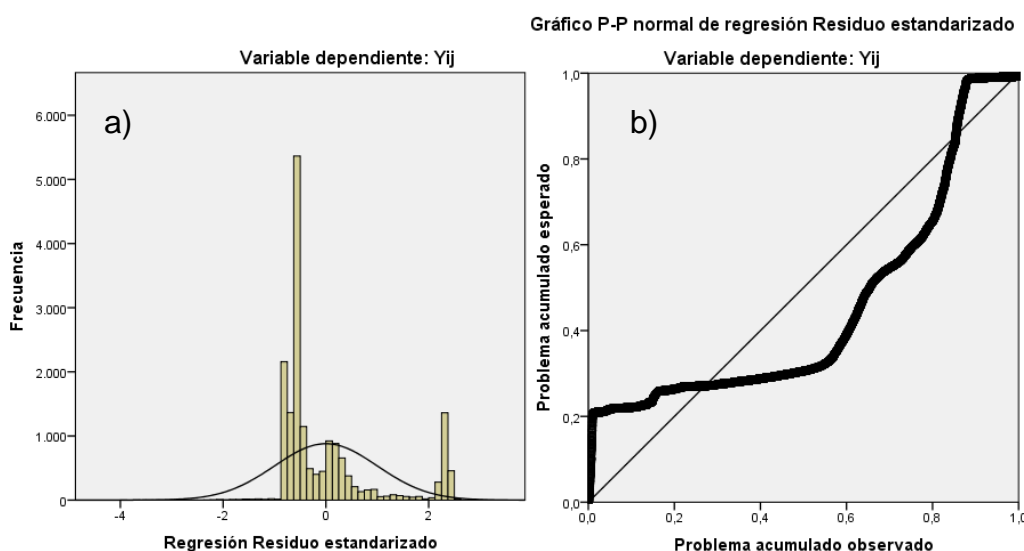 Variable dependiente: Yij
a)
Frecuencia
6.000
5.000
4.000
3.000
2.000
1.000
0
-4
-2
0
2
Regresión Residuo estandarizado
Gráfico P-P normal de regresión Residuo estandarizado
Variable dependiente: Yij
b)
Problema acumulado esperado
1,0
0,8
0,6
0,4
0,2
0,0
0,0
0,2
0,4
0,6
0,8
1,0
Problema acumulado observado